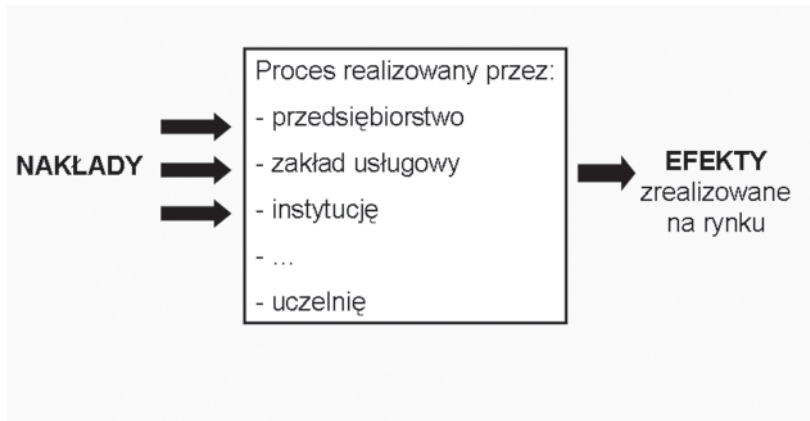 Proces realizowany przez:
- przedsiębiorstwo
NAKŁADY
- zakład usługowy
- instytucję
- ...
- uczelnię
EFEKTY
zrealizowane
na rynku